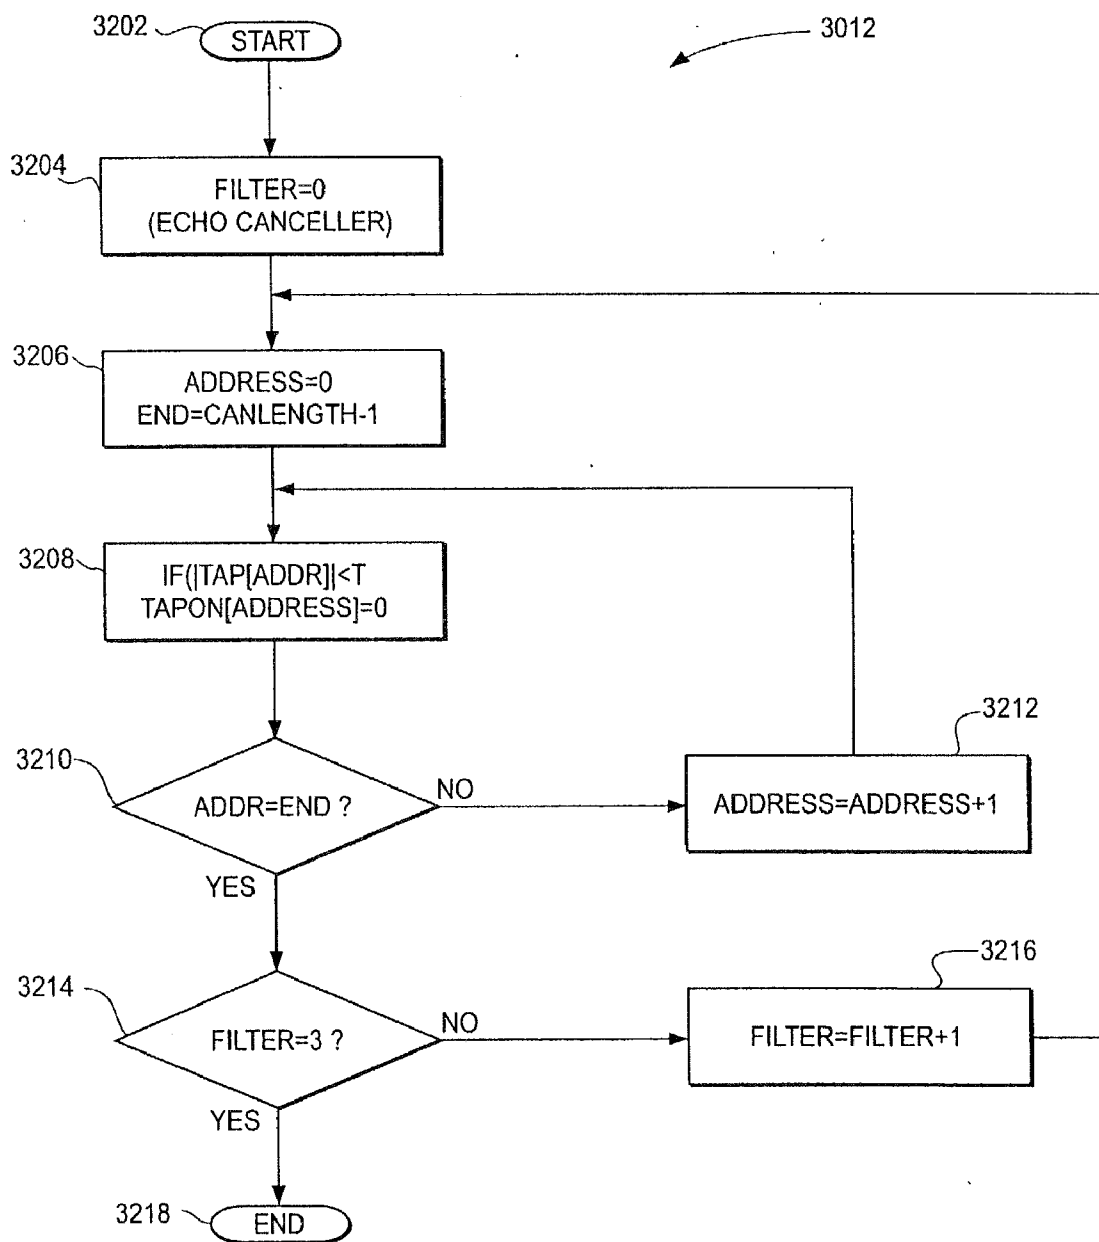 3202
START
3012
3204
FILTER=0
(ECHO CANCELLER)
3206
ADDRESS=0
END=CANLENGTH-1
3208
IF(|TAP[ADDR]|<T
TAPON[ADDRESS]=0
3210
ADDR=END ?
NO
3212
ADDRESS=ADDRESS+1
YES
3214
FILTER=3 ?
NO
3216
FILTER=FILTER+1
YES
3218
END